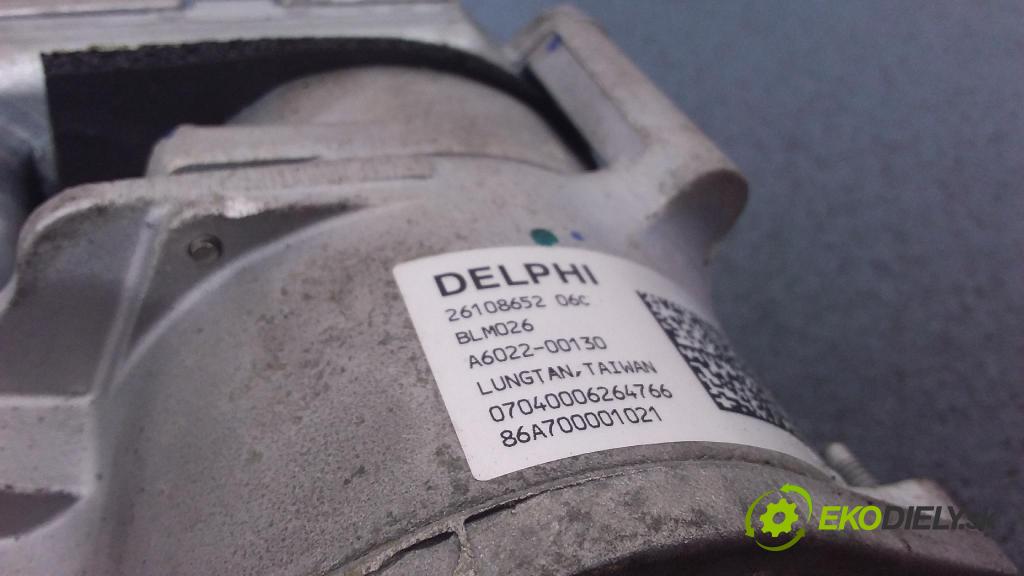 DELPHI
26108652 06C
BLM026
A6022-00130
LUNGTAN,TAIWAN
07040006264766
86A700001021
EKODIELY.SK